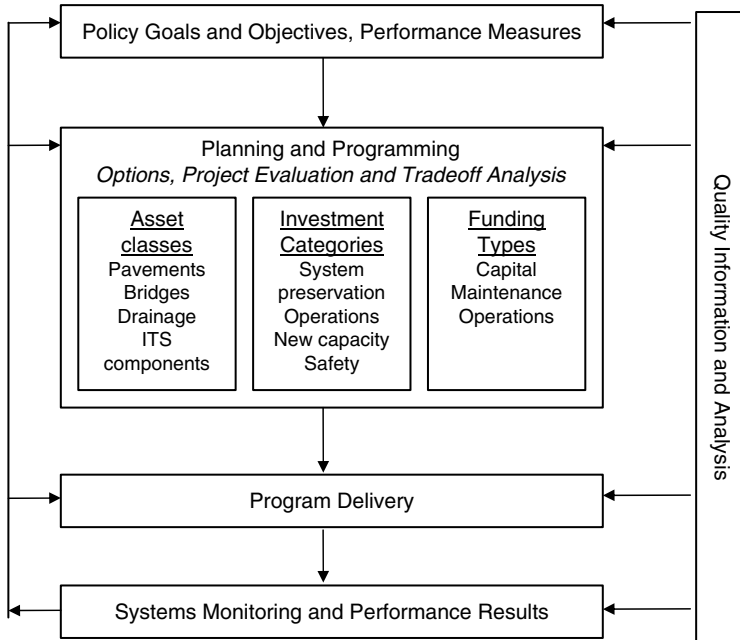 Policy Goals and Objectives, Performance Measures
Planning and Programming
Options, Project Evaluation and Tradeoff Analysis
Asset
classes
Pavements
Bridges
Drainage
ITS
components
Investment
Categories
System
preservation
Operations
New capacity
Safety
Funding
Types
Capital
Maintenance
Operations
Program Delivery
Systems Monitoring and Performance Results
Quality Information and Analysis